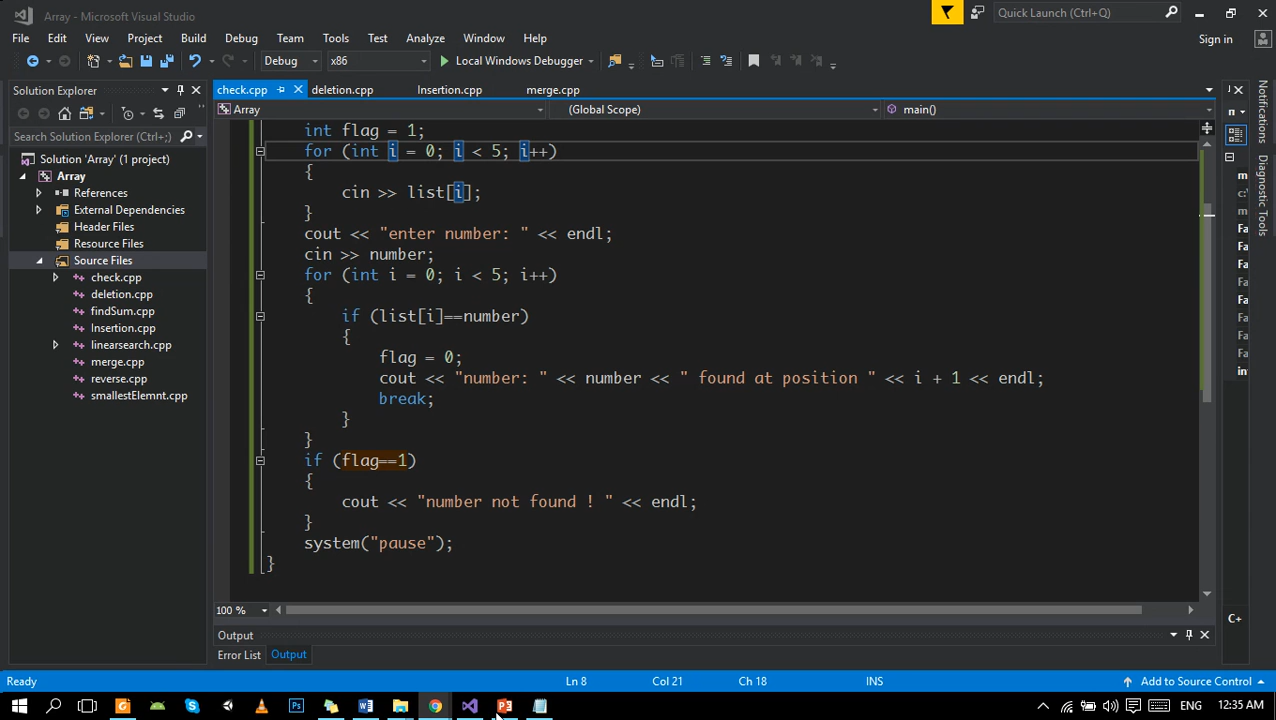 Array - Microsoft Visual Studio
Quick Launch (Ctrl+Q)
File Edit View Project Build Debug Team Tools Test Analyze Window Help
Sign in
Debug x86 Local Windows Debugger
Solution Explorer
check.cpp deletion.cpp Insertion.cpp merge.cpp
Array (Global Scope) main()
Search Solution Explorer (Ctrl+;)
Solution 'Array' (1 project)
Array
References
External Dependencies
Header Files
Resource Files
Source Files
check.cpp
deletion.cpp
findSum.cpp
Insertion.cpp
linearsearch.cpp
merge.cpp
reverse.cpp
smallestElemnt.cpp
int flag = 1;
for (int i = 0; i < 5; i++)
{
cin >> list[i];
}
cout << "enter number: " << endl;
cin >> number;
for (int i = 0; i < 5; i++)
{
if (list[i]==number)
{
flag = 0;
cout << "number: " << number << " found at position " << i + 1 << endl;
break;
}
}
if (flag==1)
{
cout << "number not found ! " << endl;
}
system("pause");
}
100 %
Output
Error List Output
Notifications
Diagnostic Tools
C+
Ready Ln 8 Col 21 Ch 18 INS Add to Source Control
ENG 12:35 AM